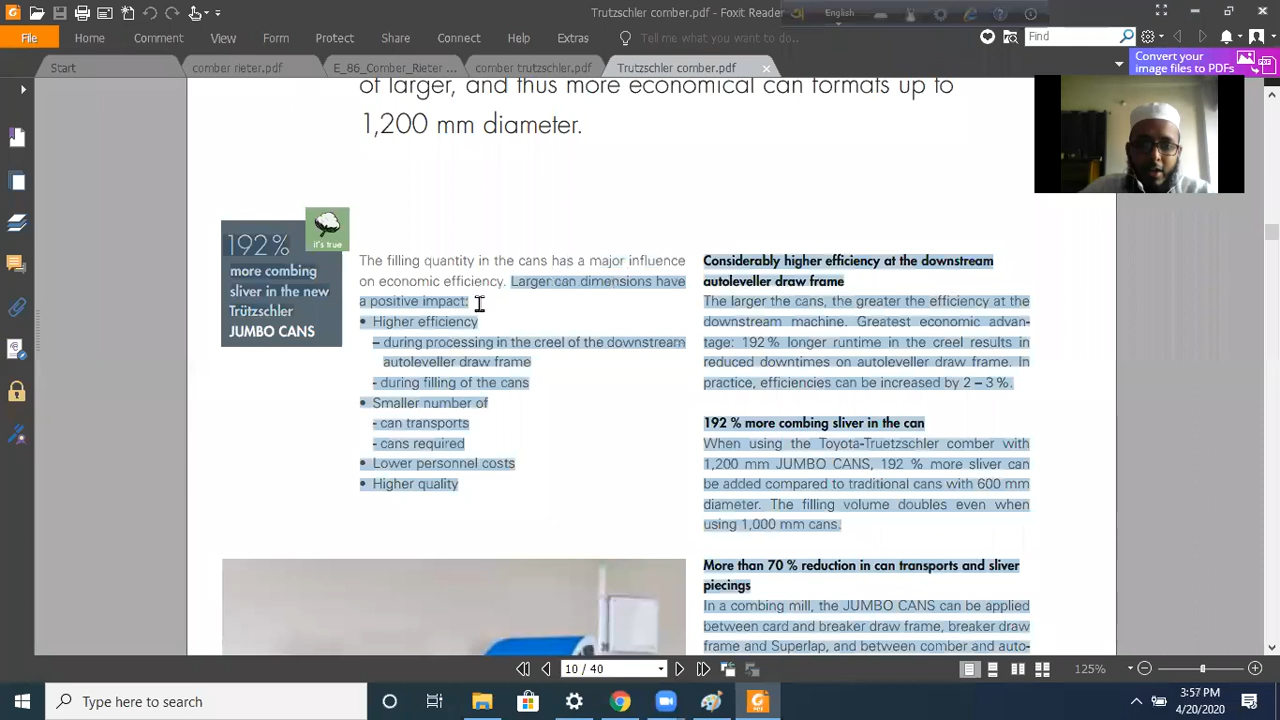 Trutzschler comber.pdf - Foxit Reader
English
File Home Comment View Form Protect Share Connect Help Extras Tell me what you want to do... Find
Start comber rieter.pdf E_86_Comber_Rieter ... comber trutzschler.pdf Trutzschler comber.pdf
Convert your
image files to PDFs
of larger, and thus more economical can formats up to
1,200 mm diameter.
192 %
it's true
more combing
sliver in the new
Trützschler
JUMBO CANS
The filling quantity in the cans has a major influence
on economic efficiency. Larger can dimensions have
a positive impact:
• Higher efficiency
– during processing in the creel of the downstream
autoleveller draw frame
- during filling of the cans
• Smaller number of
- can transports
- cans required
• Lower personnel costs
• Higher quality
Considerably higher efficiency at the downstream
autoleveller draw frame
The larger the cans, the greater the efficiency at the
downstream machine. Greatest economic advan-
tage: 192 % longer runtime in the creel results in
reduced downtimes on autoleveller draw frame. In
practice, efficiencies can be increased by 2 – 3 %.
192 % more combing sliver in the can
When using the Toyota-Truetzschler comber with
1,200 mm JUMBO CANS, 192 % more sliver can
be added compared to traditional cans with 600 mm
diameter. The filling volume doubles even when
using 1,000 mm cans.
More than 70 % reduction in can transports and sliver
piecings
In a combing mill, the JUMBO CANS can be applied
between card and breaker draw frame, breaker draw
frame and Superlap, and between comber and auto-
10 / 40
125%
Type here to search
3:57 PM
4/20/2020